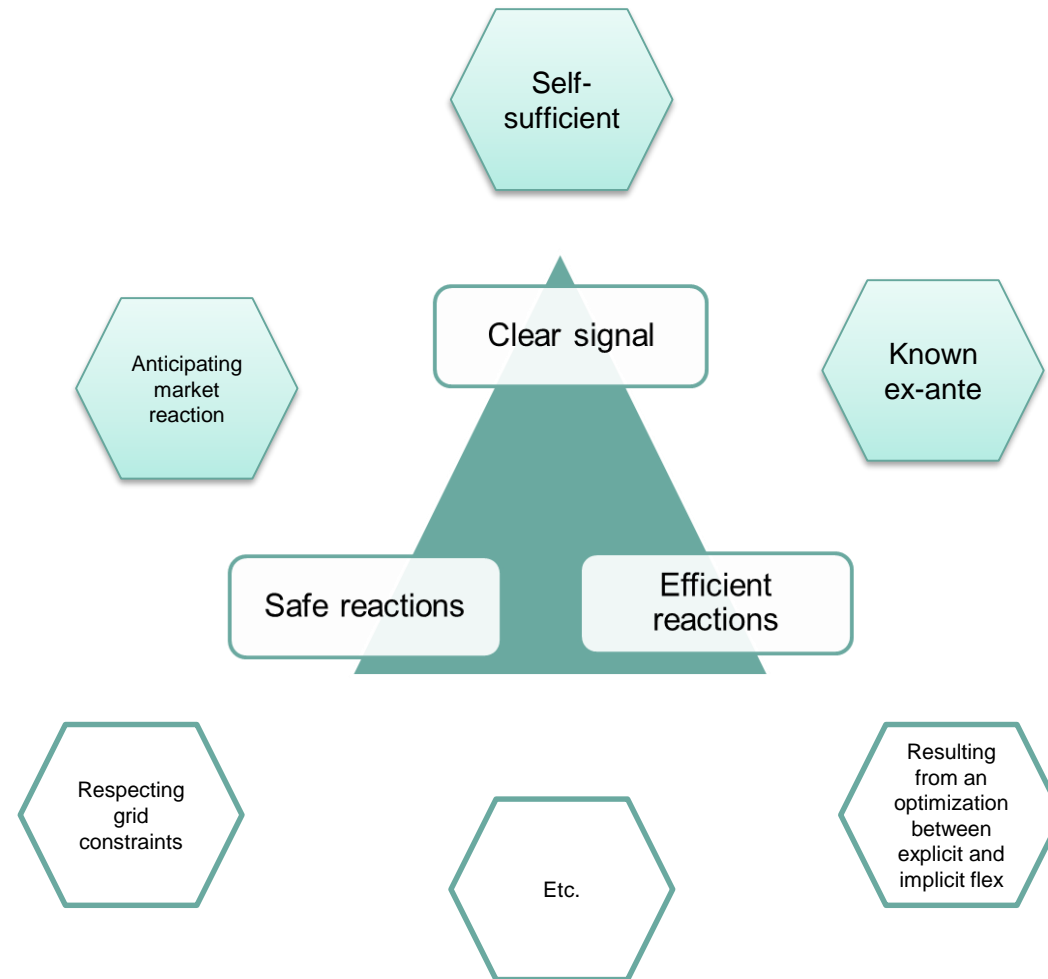 Self-
sufficient
Clear signal
Anticipating
market
reaction
Known
ex-ante
Safe reactions
Efficient
reactions
Respecting
grid
constraints
Etc.
Resulting
from an
optimization
between
explicit and
implicit flex